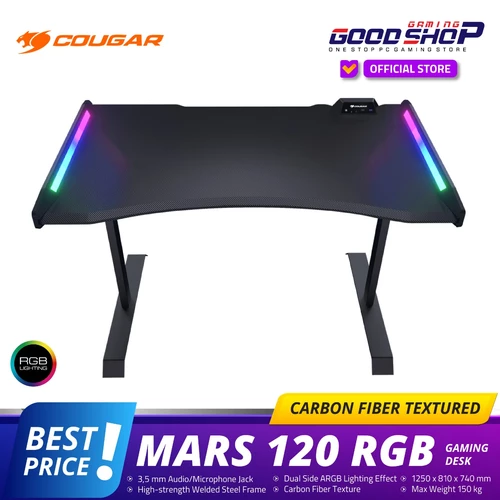 COUGAR
GAMING
GOODSHOP
ONE STOP PC GAMING STORE
OFFICIAL STORE
COUGAR
RGB
LIGHTING
CARBON FIBER TEXTURED
BEST
PRICE!
MARS 120 RGB GAMING DESK
• 3,5 mm Audio/Microphone Jack • Dual Side ARGB Lighting Effect • 1250 x 810 x 740 mm
• High-strength Welded Steel Frame • Carbon Fiber Texture • Max Weight 150 kg